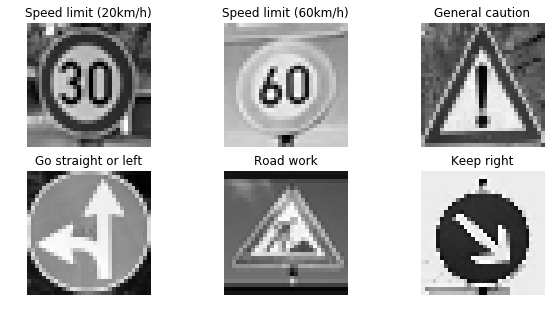 Speed limit (20km/h)
Speed limit (60km/h)
General caution
30
60
!
Go straight or left
Road work
Keep right